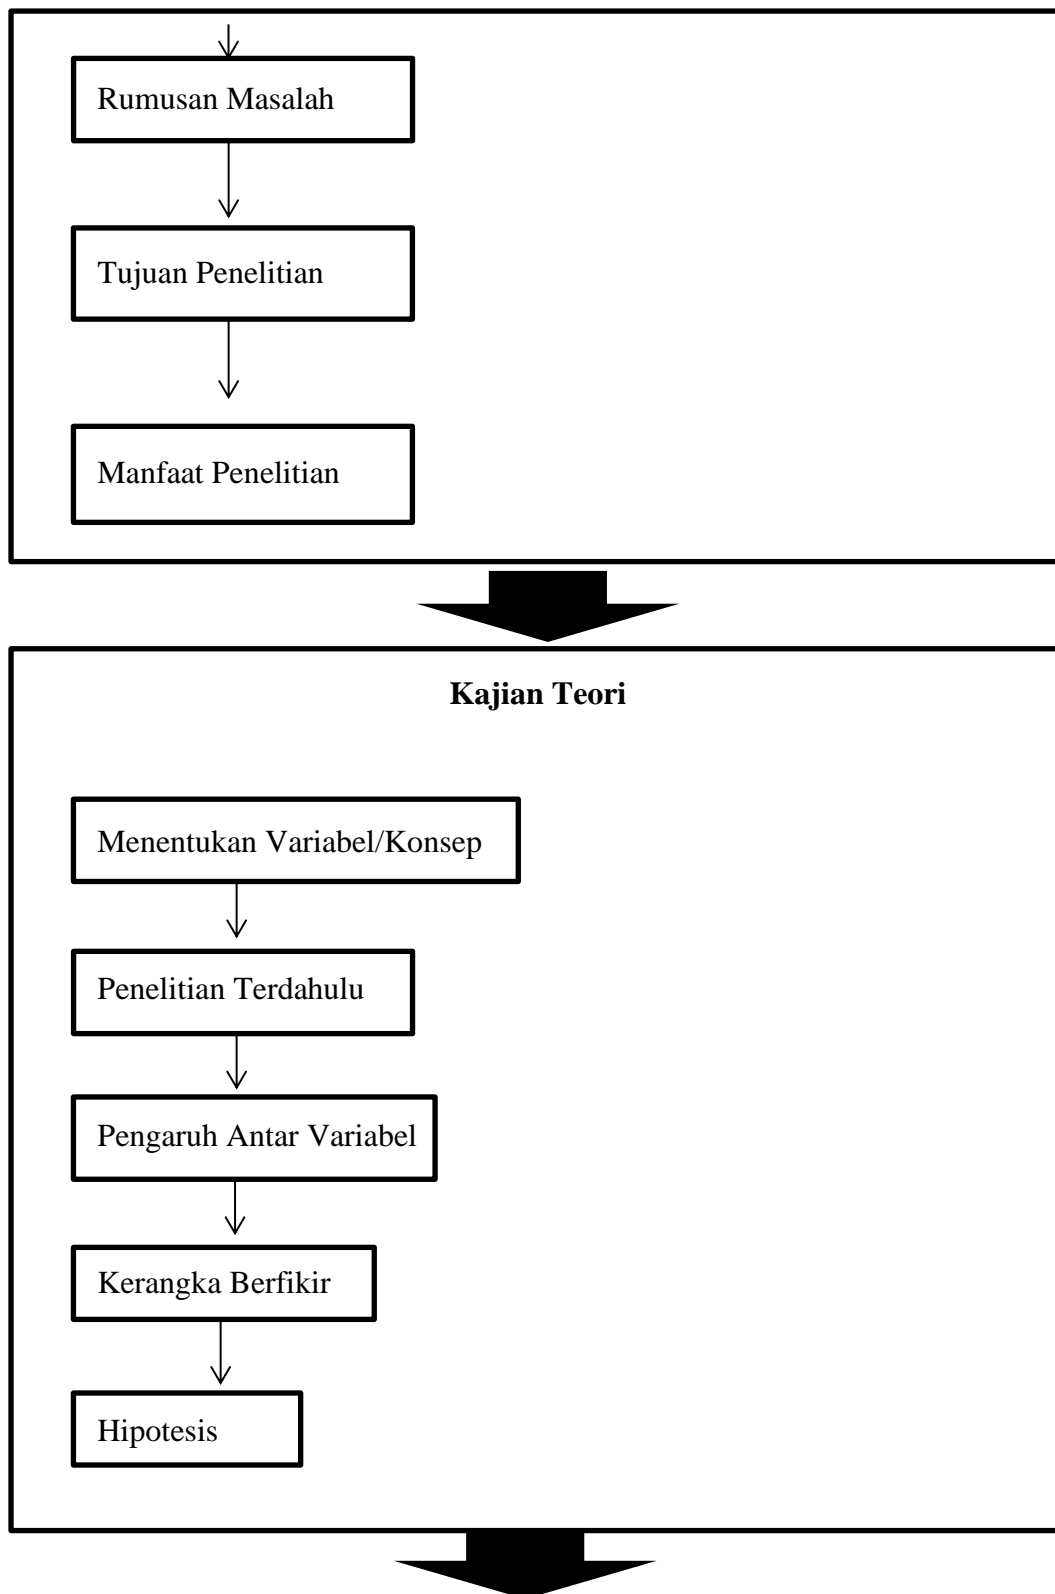 Rumusan Masalah
Tujuan Penelitian
Manfaat Penelitian
Kajian Teori
Menentukan Variabel/Konsep
Penelitian Terdahulu
Pengaruh Antar Variabel
Kerangka Berfikir
Hipotesis